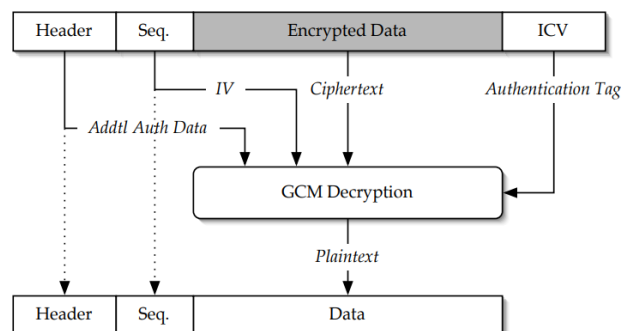 Header Seq. Encrypted Data ICV
IV Ciphertext Authentication Tag
Addtl Auth Data
GCM Decryption
Plaintext
Header Seq. Data